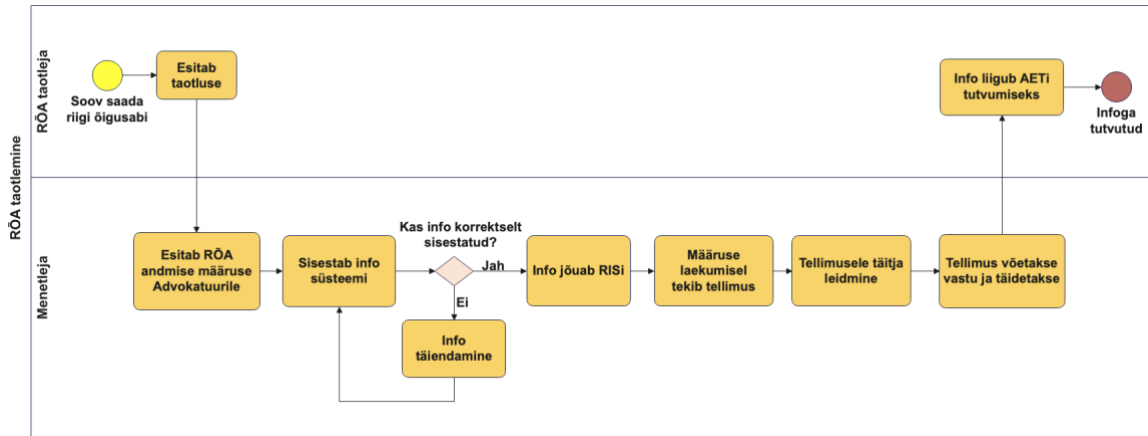 RÕA taotlemine
RÕA taotleja
Soov saada
riigi õigusabi
Esitab
taotluse
Info liigub AETi
tutvumiseks
Infoga
tutvutud
Menetleja
Esitab RÕA
andmise määruse
Advokatuurile
Sisestab info
süsteemi
Kas info korrektselt
sisestatud?
Jah
Ei
Info
täiendamine
Info jõuab RISi
Määruse
laekumisel
tekib tellimus
Tellimusele täitja
leidmine
Tellimus võetakse
vastu ja täidetakse